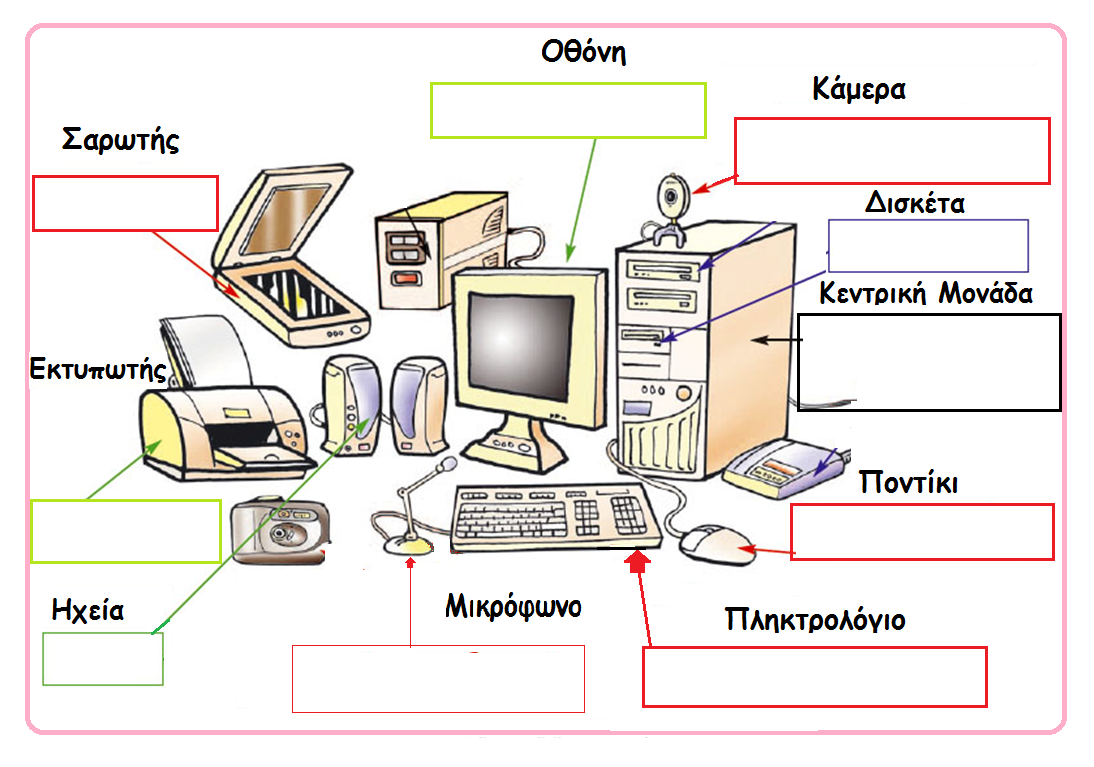 Οθόνη
Κάμερα
Σαρωτής
Δισκέτα
Κεντρική Μονάδα
Εκτυπωτής
Ποντίκι
Ηχεία
Μικρόφωνο
Πληκτρολόγιο